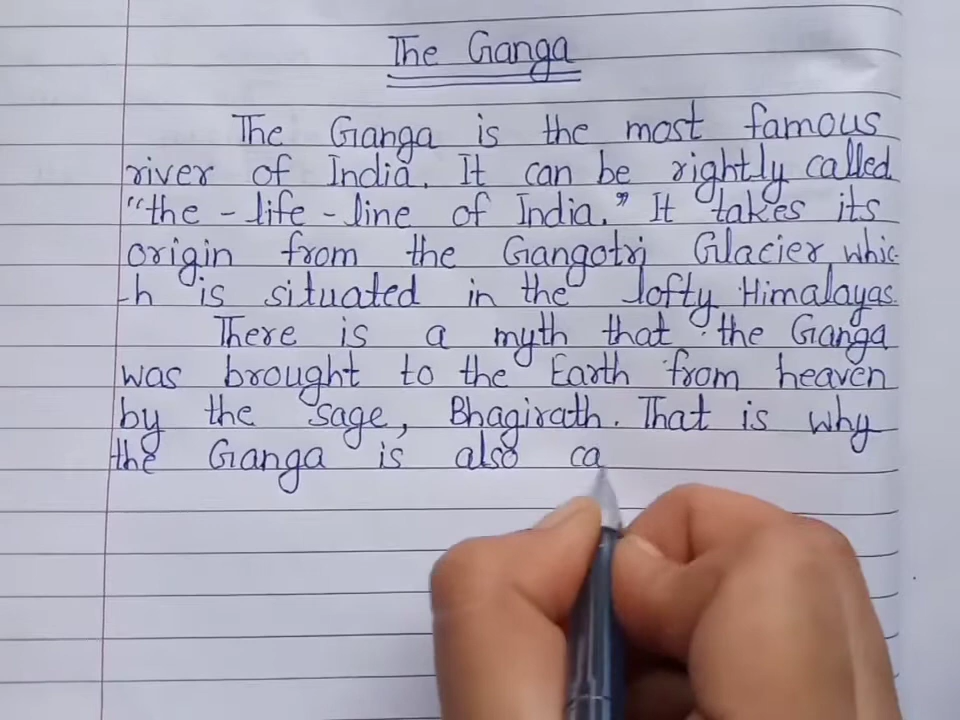 The Ganga
The Ganga is the most famous
river of India. It can be rightly called
"the - life - line of India." It takes its
origin from the Gangotri Glacier, whic-
-h is situated in the lofty Himalayas.
There is a myth that the Ganga
was brought to the Earth from heaven
by the sage, Bhagirath. That is why
the Ganga is also ca